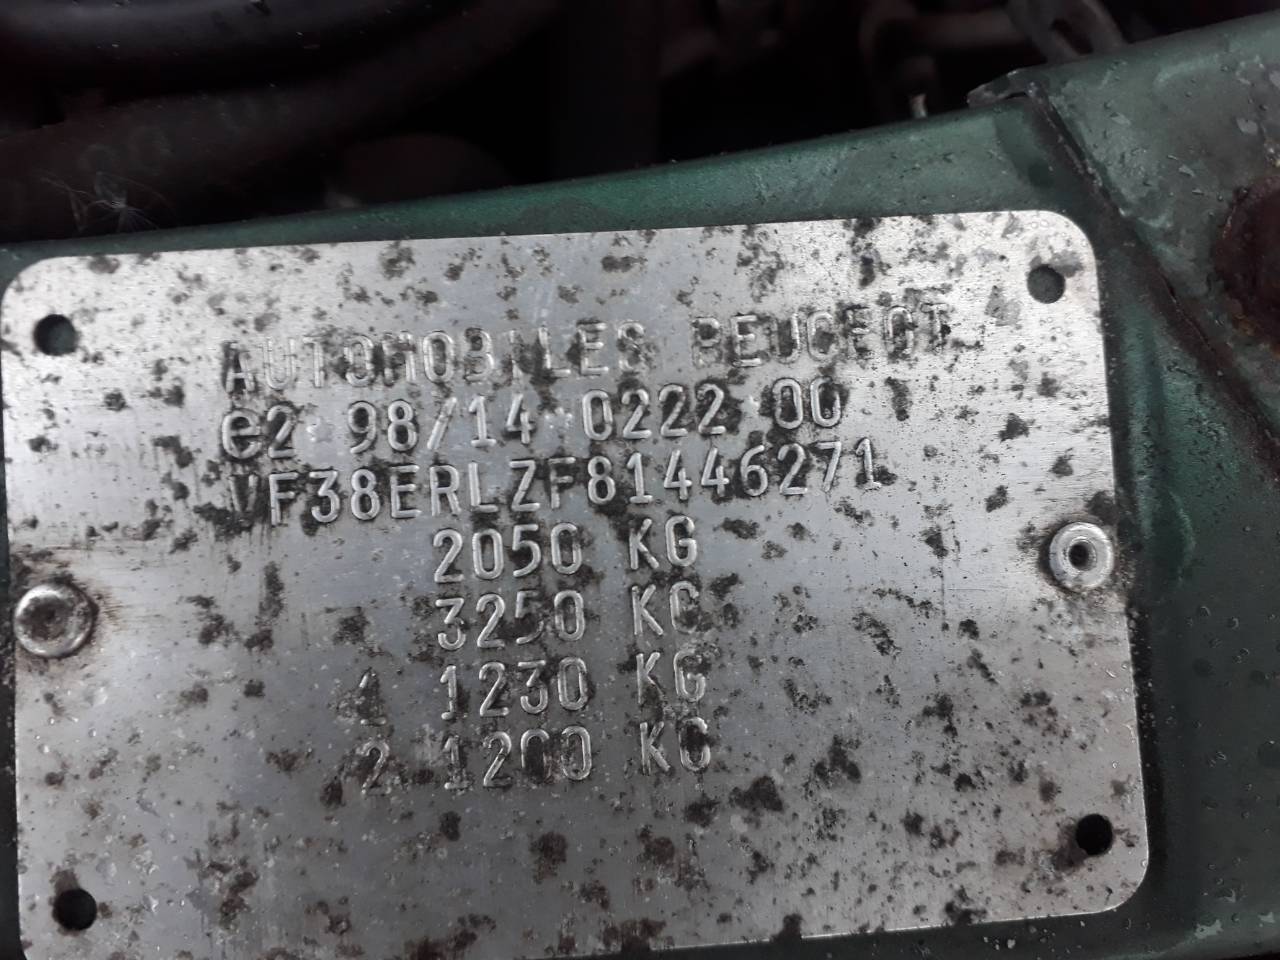 AUTOMOBILES PEUGEOT
e2 98/14 0222 00
VF38ERLZF81446271
2050 KG
3250 KG
1 1230 KG
2 1200 KG